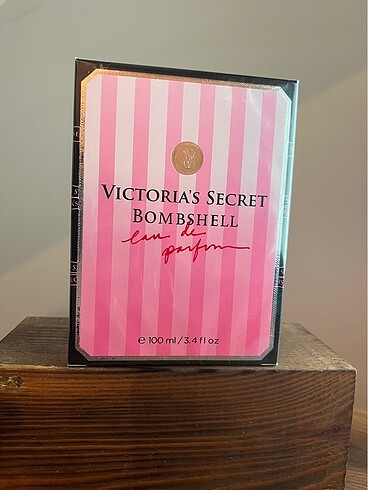 VICTORIA'S SECRET
BOMBSHELL
eau de
parfum
e 100 ml / 3.4 fl oz